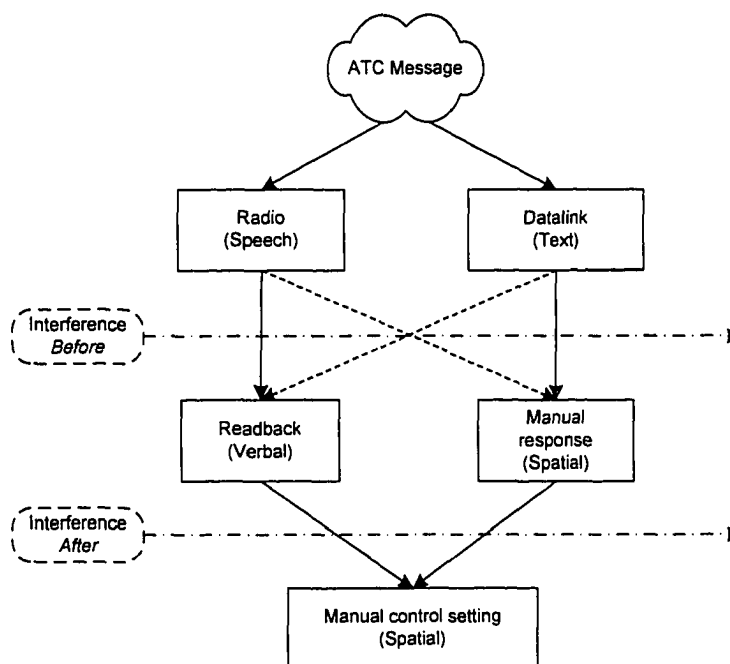 ATC Message
Radio
(Speech)
Datalink
(Text)
Interference
Before
Readback
(Verbal)
Manual
response
(Spatial)
Interference
After
Manual control setting
(Spatial)